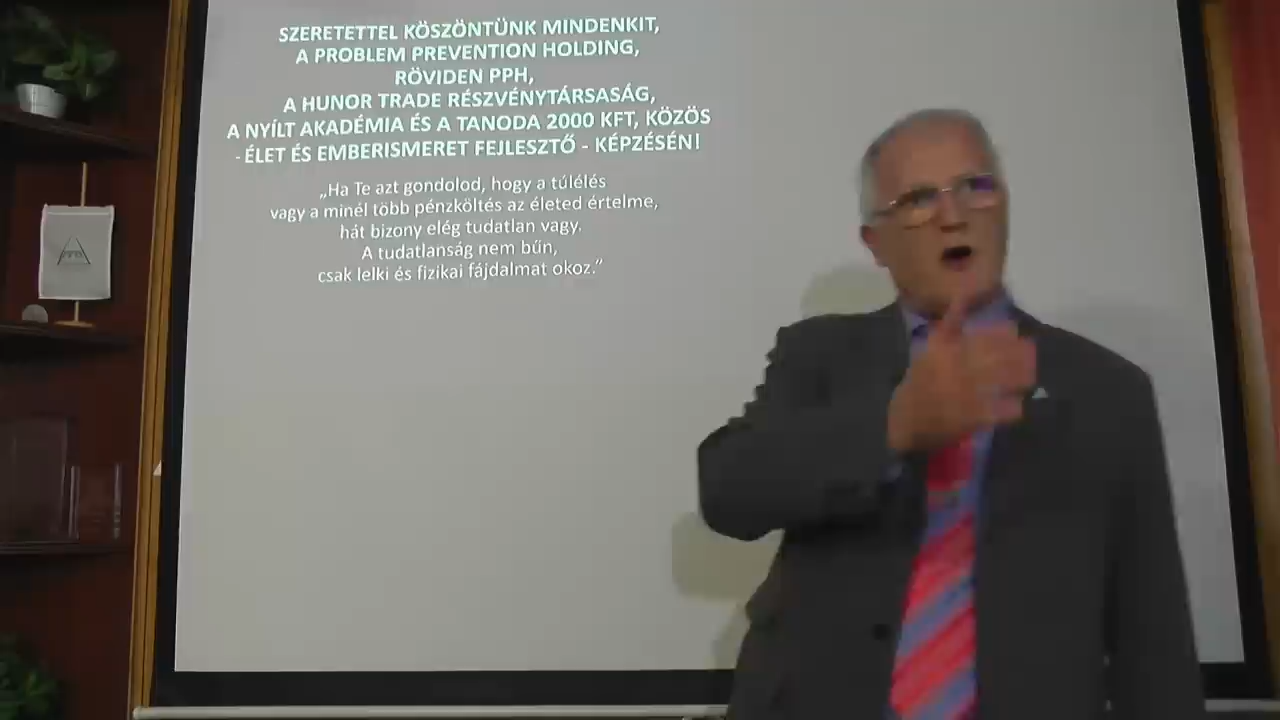 SZERETETTEL KÖSZÖNTÜNK MINDENKIT,
A PROBLEM PREVENTION HOLDING,
RÖVIDEN PPH,
A HUNOR TRADE RÉSZVÉNYTÁRSASÁG,
A NYÍLT AKADÉMIA ÉS A TANODA 2000 KFT, KÖZÖS
- ÉLET ÉS EMBERISMERET FEJLESZTŐ - KÉPZÉSÉN!
„Ha Te azt gondolod, hogy a túlélés
vagy a minél több pénzköltés az életed értelme,
hát bizony elég tudatlan vagy.
A tudatlanság nem bűn,
csak lelki és fizikai fájdalmat okoz.”